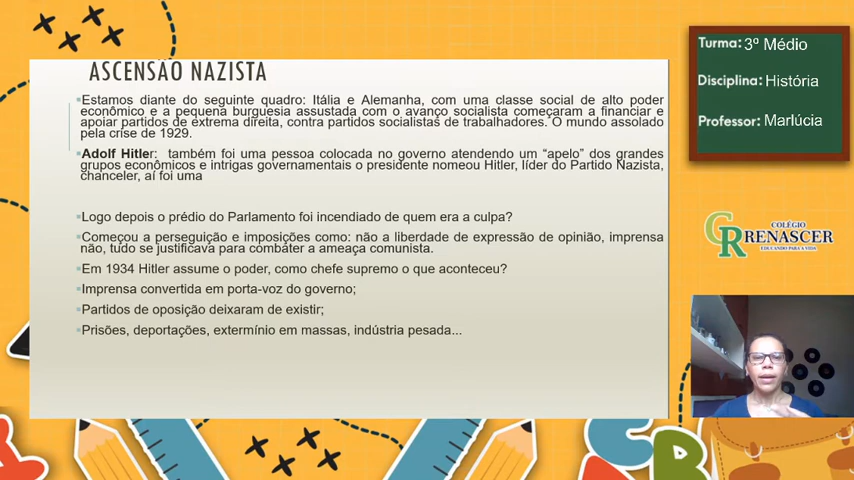 ASCENSÃO NAZISTA
Estamos diante do seguinte quadro: Itália e Alemanha, com uma classe social de alto poder
econômico e a pequena burguesia assustada com o avanço socialista começaram a financiar e
apoiar partidos de extrema direita, contra partidos socialistas de trabalhadores. O mundo assolado
pela crise de 1929.
Adolf Hitler: também foi uma pessoa colocada no governo atendendo um “apelo” dos grandes
grupos econômicos e intrigas governamentais o presidente nomeou Hitler, líder do Partido Nazista,
chanceler, aí foi uma
Logo depois o prédio do Parlamento foi incendiado de quem era a culpa?
Começou a perseguição e imposições como: não a liberdade de expressão de opinião, imprensa
não, tudo se justificava para combater a ameaça comunista.
Em 1934 Hitler assume o poder, como chefe supremo o que aconteceu?
Imprensa convertida em porta-voz do governo;
Partidos de oposição deixaram de existir;
Prisões, deportações, extermínio em massas, indústria pesada...
Turma: 3º Médio
Disciplina: História
Professor: Marlúcia
CR
COLÉGIO
RENASCER
EDUCANDO PARA A VIDA